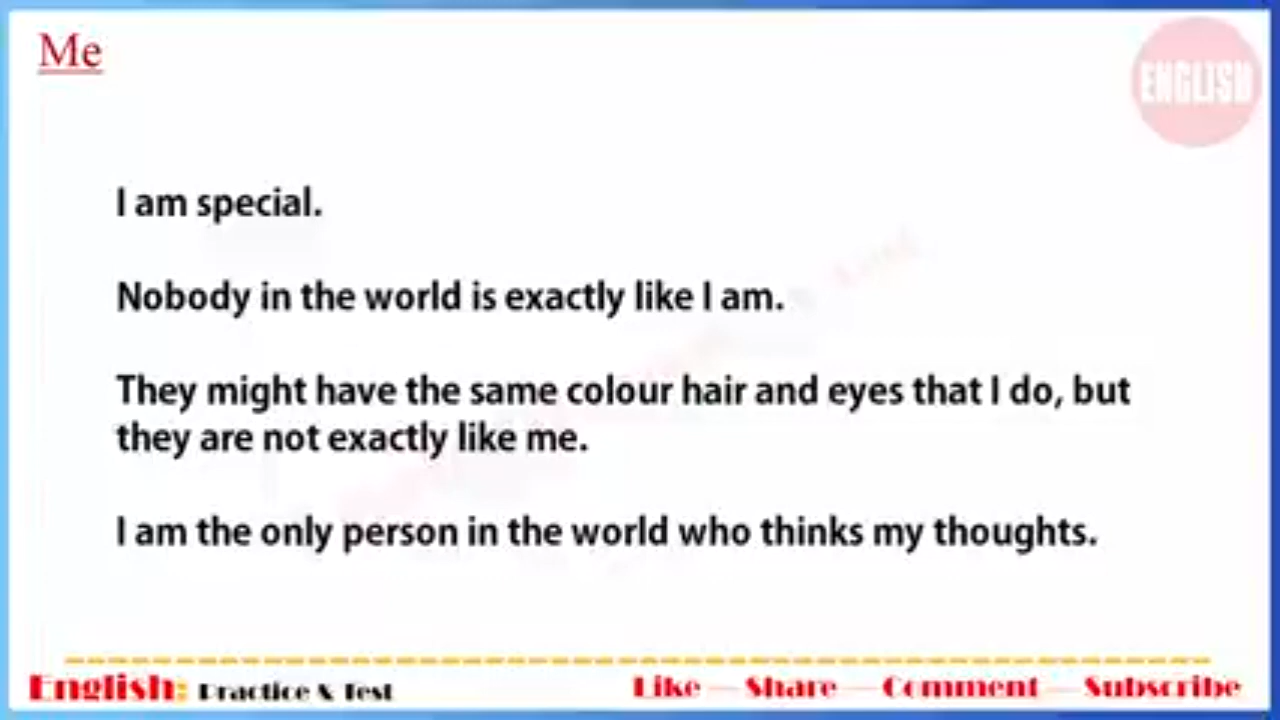 Me
ENGLISH
I am special.
Nobody in the world is exactly like I am.
They might have the same colour hair and eyes that I do, but
they are not exactly like me.
I am the only person in the world who thinks my thoughts.
English: Practice & Test
Like — Share — Comment — Subscribe